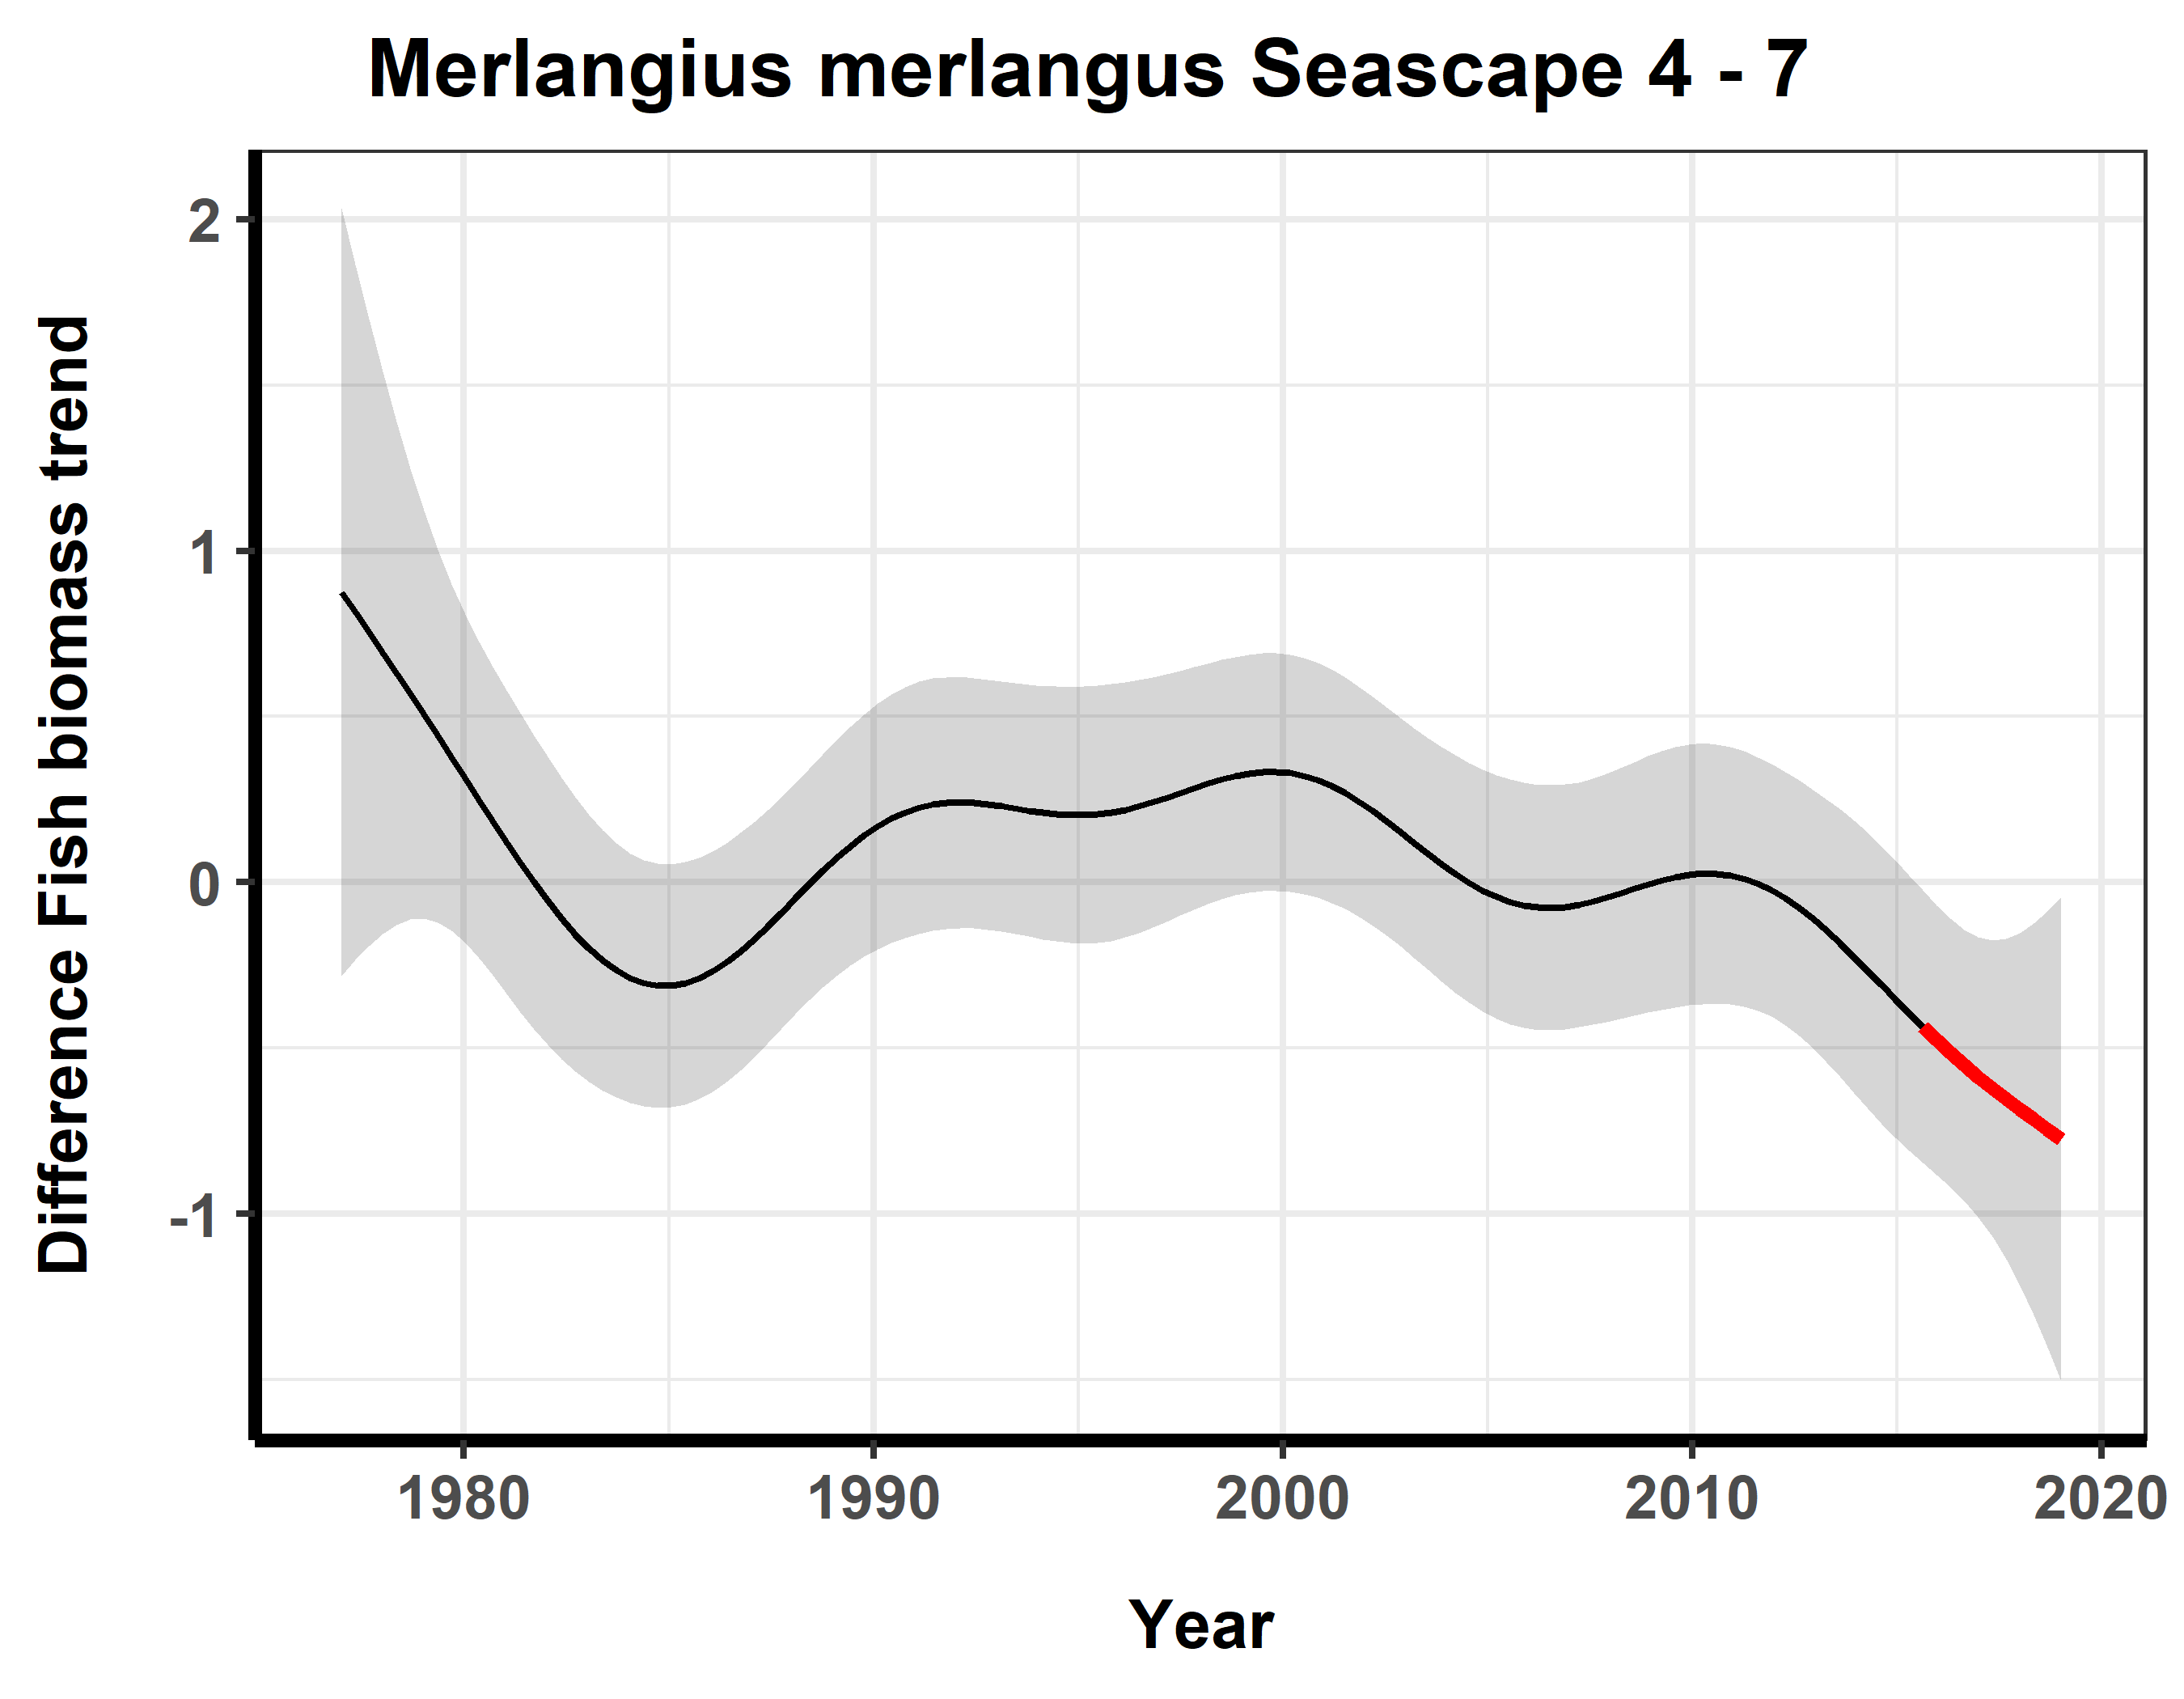 Merlangius merlangus Seascape 4 - 7
Difference Fish biomass trend
2
1
0
-1
1980 1990 2000 2010 2020
Year